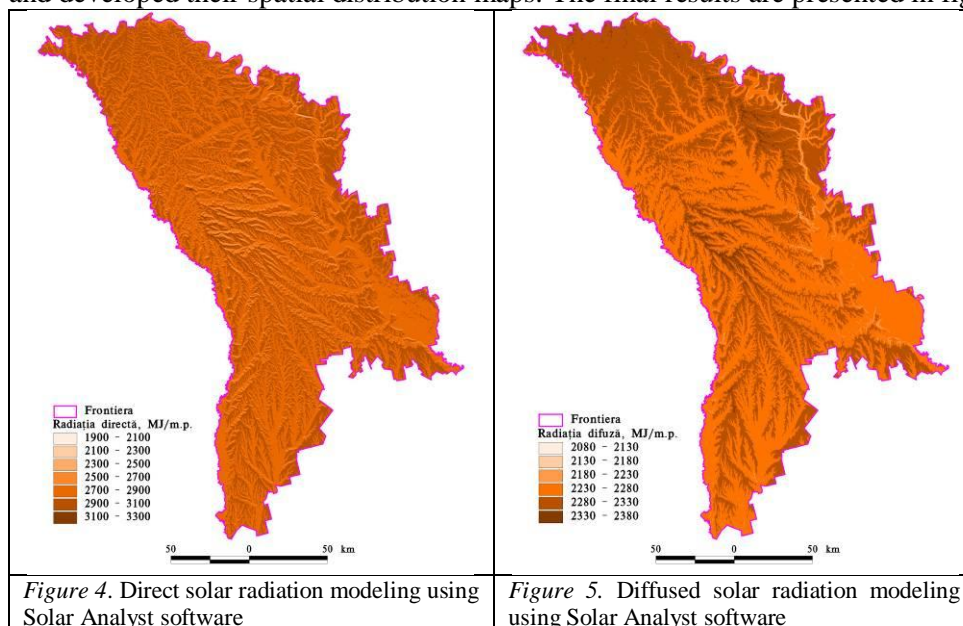 and developed their spatial distribution maps. The final results are presented in fig
Frontiera
Radiația directă, MJ/m.p.
1900 - 2100
2100 - 2300
2300 - 2500
2500 - 2700
2700 - 2900
2900 - 3100
3100 - 3300
50 0 50 km
Frontiera
Radiația difuză, MJ/m.p.
2080 - 2130
2130 - 2180
2180 - 2230
2230 - 2280
2280 - 2330
2330 - 2380
50 0 50 km
Figure 4. Direct solar radiation modeling using
Solar Analyst software
Figure 5. Diffused solar radiation modeling
using Solar Analyst software